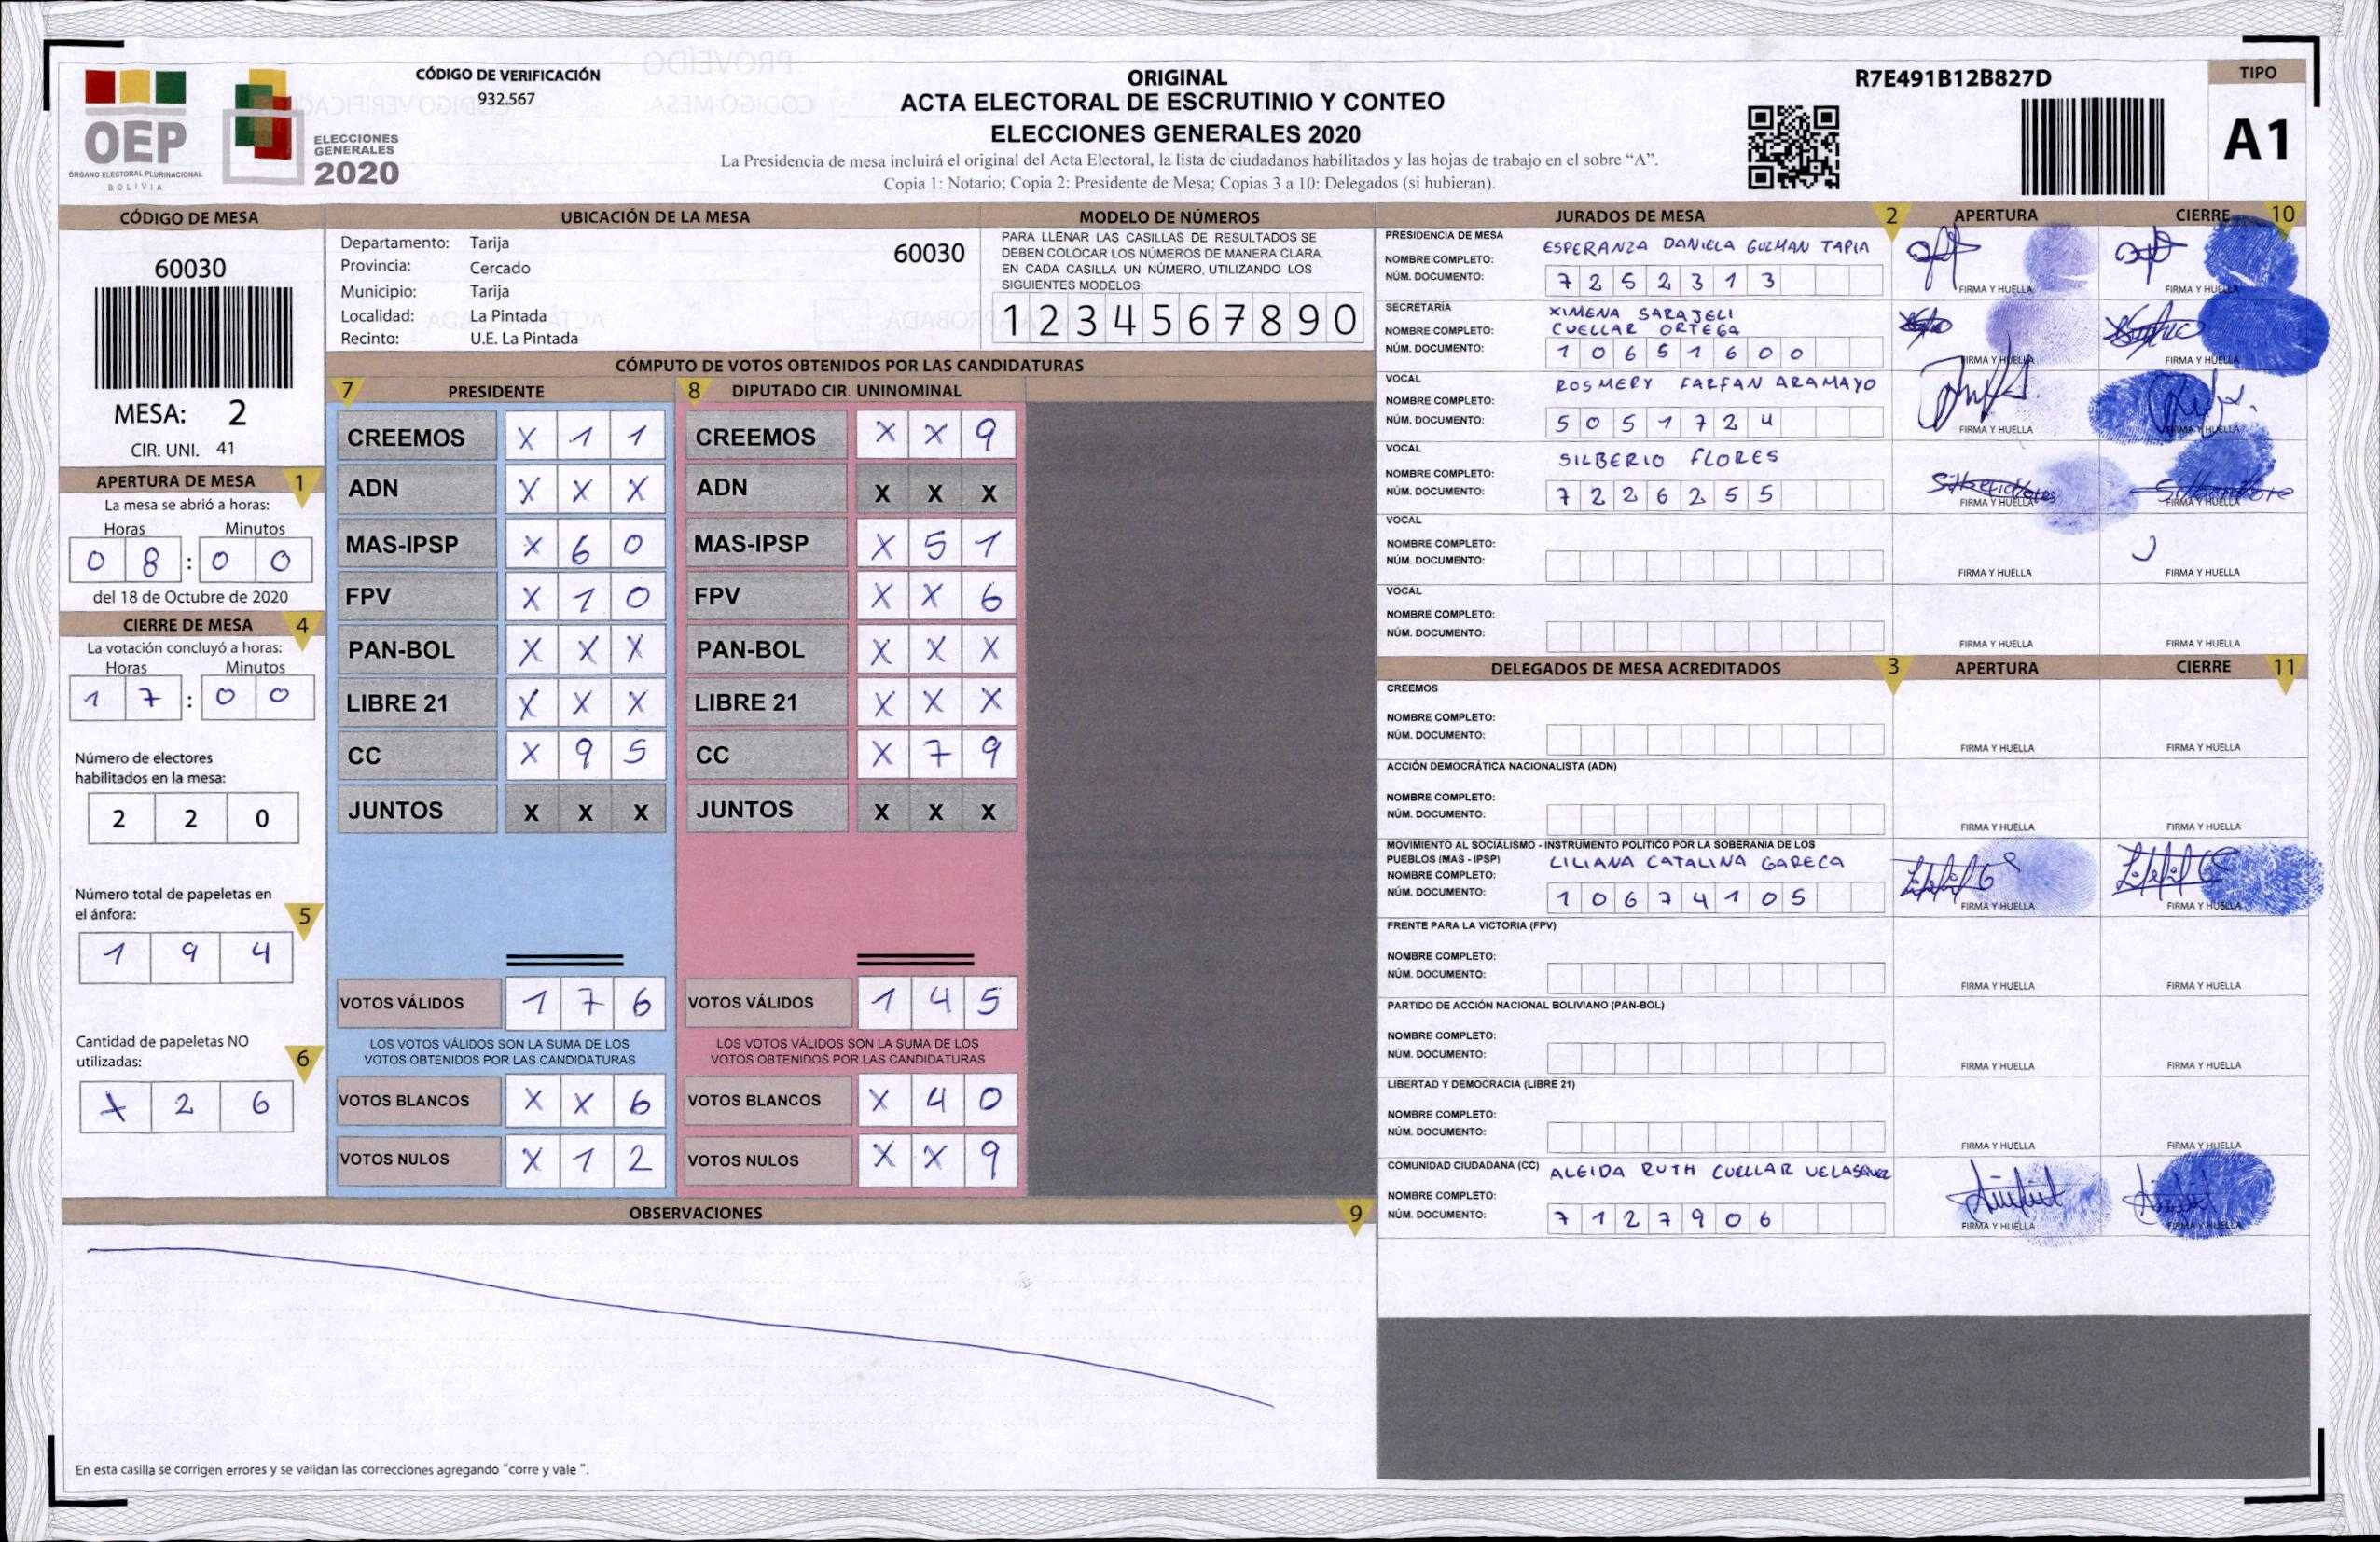 CÓDIGO DE VERIFICACIÓN
932.567
OEP
ÓRGANO ELECTORAL PLURINACIONAL
BOLIVIA
ELECCIONES
GENERALES
2020
ORIGINAL
ACTA ELECTORAL DE ESCRUTINIO Y CONTEO
ELECCIONES GENERALES 2020
La Presidencia de mesa incluirá el original del Acta Electoral, la lista de ciudadanos habilitados y las hojas de trabajo en el sobre “A”.
Copia 1: Notario; Copia 2: Presidente de Mesa; Copias 3 a 10: Delegados (si hubieran).
R7E491B12B827D
TIPO
A1
CÓDIGO DE MESA
60030
MESA: 2
CIR. UNI. 41
APERTURA DE MESA 1
La mesa se abrió a horas:
Horas Minutos
0 8 : 0 0
del 18 de Octubre de 2020
CIERRE DE MESA 4
La votación concluyó a horas:
Horas Minutos
1 7 : 0 0
Número de electores
habilitados en la mesa:
2 2 0
Número total de papeletas en
el ánfora: 5
1 9 4
Cantidad de papeletas NO
utilizadas: 6
X 2 6
UBICACIÓN DE LA MESA
Departamento: Tarija 60030
Provincia: Cercado
Municipio: Tarija
Localidad: La Pintada
Recinto: U.E. La Pintada
MODELO DE NÚMEROS
PARA LLENAR LAS CASILLAS DE RESULTADOS SE
DEBEN COLOCAR LOS NÚMEROS DE MANERA CLARA.
EN CADA CASILLA UN NÚMERO, UTILIZANDO LOS
SIGUIENTES MODELOS:
1 2 3 4 5 6 7 8 9 0
CÓMPUTO DE VOTOS OBTENIDOS POR LAS CANDIDATURAS
7 PRESIDENTE
CREEMOS X 1 1
ADN X X X
MAS-IPSP X 6 0
FPV X 1 0
PAN-BOL X X X
LIBRE 21 X X X
CC X 9 5
JUNTOS X X X
VOTOS VÁLIDOS 1 7 6
LOS VOTOS VÁLIDOS SON LA SUMA DE LOS
VOTOS OBTENIDOS POR LAS CANDIDATURAS
VOTOS BLANCOS X X 6
VOTOS NULOS X 1 2
8 DIPUTADO CIR. UNINOMINAL
CREEMOS X X 9
ADN X X X
MAS-IPSP X 5 1
FPV X X 6
PAN-BOL X X X
LIBRE 21 X X X
CC X 7 9
JUNTOS X X X
VOTOS VÁLIDOS 1 4 5
LOS VOTOS VÁLIDOS SON LA SUMA DE LOS
VOTOS OBTENIDOS POR LAS CANDIDATURAS
VOTOS BLANCOS X 4 0
VOTOS NULOS X X 9
OBSERVACIONES 9
En esta casilla se corrigen errores y se validan las correcciones agregando “corre y vale ”.
JURADOS DE MESA 2 APERTURA CIERRE 10
PRESIDENCIA DE MESA
NOMBRE COMPLETO: ESPERANZA DANIELA GUZMAN TAPIA
NÚM. DOCUMENTO: 7 2 5 2 3 1 3
FIRMA Y HUELLA FIRMA Y HUELLA
SECRETARÍA
NOMBRE COMPLETO: XIMENA SARAJELI
CUELLAR ORTEGA
NÚM. DOCUMENTO: 1 0 6 5 1 6 0 0
FIRMA Y HUELLA FIRMA Y HUELLA
VOCAL
NOMBRE COMPLETO: ROSMERY FARFAN ARAMAYO
NÚM. DOCUMENTO: 5 0 5 1 7 2 4
FIRMA Y HUELLA FIRMA Y HUELLA
VOCAL
NOMBRE COMPLETO: SILBERIO FLORES
NÚM. DOCUMENTO: 7 2 2 6 2 5 5
FIRMA Y HUELLA FIRMA Y HUELLA
VOCAL
NOMBRE COMPLETO:
NÚM. DOCUMENTO:
FIRMA Y HUELLA FIRMA Y HUELLA
VOCAL
NOMBRE COMPLETO:
NÚM. DOCUMENTO:
FIRMA Y HUELLA FIRMA Y HUELLA
DELEGADOS DE MESA ACREDITADOS 3 APERTURA CIERRE 11
CREEMOS
NOMBRE COMPLETO:
NÚM. DOCUMENTO:
FIRMA Y HUELLA FIRMA Y HUELLA
ACCIÓN DEMOCRÁTICA NACIONALISTA (ADN)
NOMBRE COMPLETO:
NÚM. DOCUMENTO:
FIRMA Y HUELLA FIRMA Y HUELLA
MOVIMIENTO AL SOCIALISMO - INSTRUMENTO POLÍTICO POR LA SOBERANIA DE LOS
PUEBLOS (MAS - IPSP) LILIANA CATALINA GARECA
NOMBRE COMPLETO:
NÚM. DOCUMENTO: 1 0 6 7 4 1 0 5
FIRMA Y HUELLA FIRMA Y HUELLA
FRENTE PARA LA VICTORIA (FPV)
NOMBRE COMPLETO:
NÚM. DOCUMENTO:
FIRMA Y HUELLA FIRMA Y HUELLA
PARTIDO DE ACCIÓN NACIONAL BOLIVIANO (PAN-BOL)
NOMBRE COMPLETO:
NÚM. DOCUMENTO:
FIRMA Y HUELLA FIRMA Y HUELLA
LIBERTAD Y DEMOCRACIA (LIBRE 21)
NOMBRE COMPLETO:
NÚM. DOCUMENTO:
FIRMA Y HUELLA FIRMA Y HUELLA
COMUNIDAD CIUDADANA (CC) ALEIDA RUTH CUELLAR VELASQUEZ
NOMBRE COMPLETO:
NÚM. DOCUMENTO: 7 1 2 7 9 0 6
FIRMA Y HUELLA FIRMA Y HUELLA